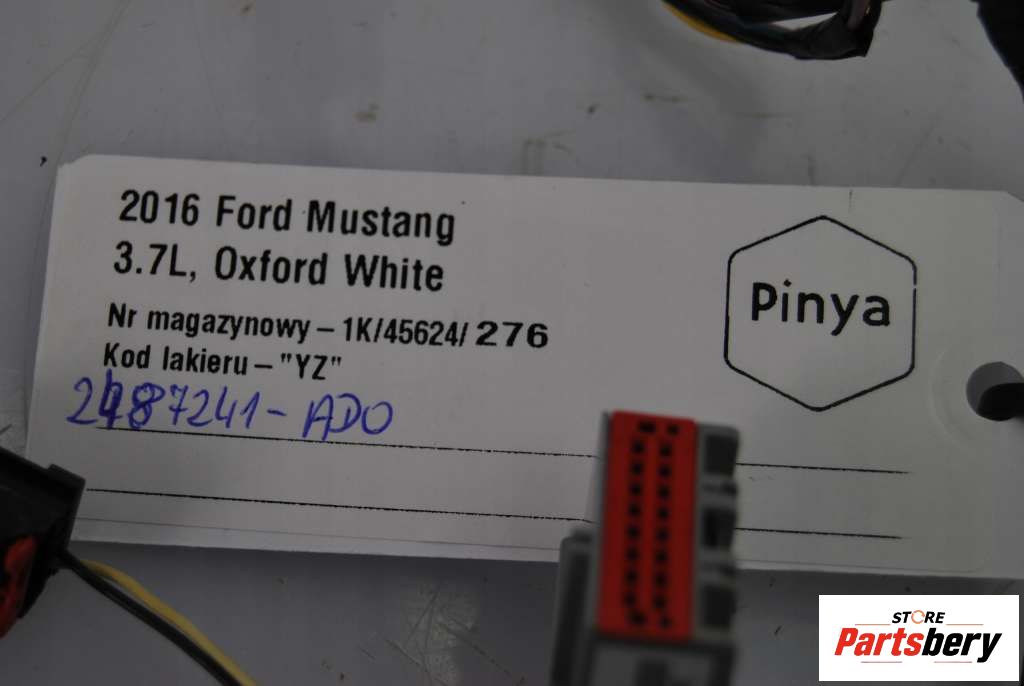 2016 Ford Mustang
3.7L, Oxford White
Nr magazynowy – 1K/45624/ 276
Kod lakieru – "YZ"
Pinya
STORE
Partsbery